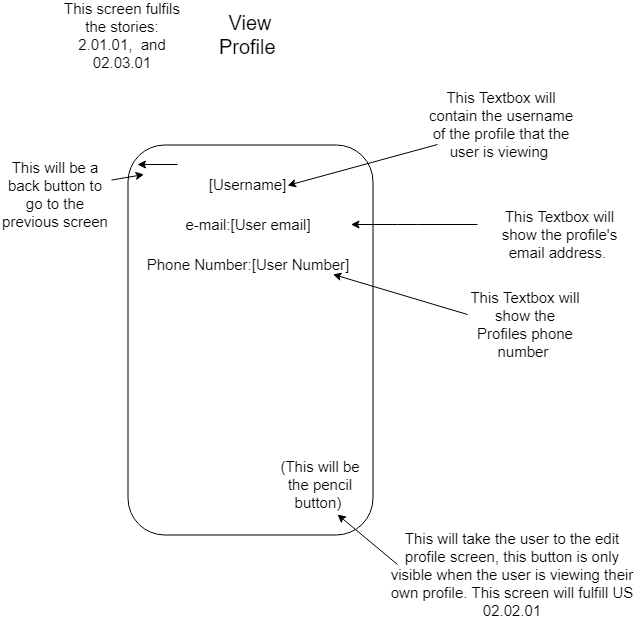 This screen fulfils
the stories:
2.01.01,  and
02.03.01
View
Profile
This Textbox will
contain the username
of the profile that the
user is viewing
This will be a
back button to
go to the
previous screen
[Username]
e-mail:[User email]
This Textbox will
show the profile's
email address.
Phone Number:[User Number]
This Textbox will
show the
Profiles phone
number
(This will be
the pencil
button)
This will take the user to the edit
profile screen, this button is only
visible when the user is viewing their
own profile. This screen will fulfill US
02.02.01